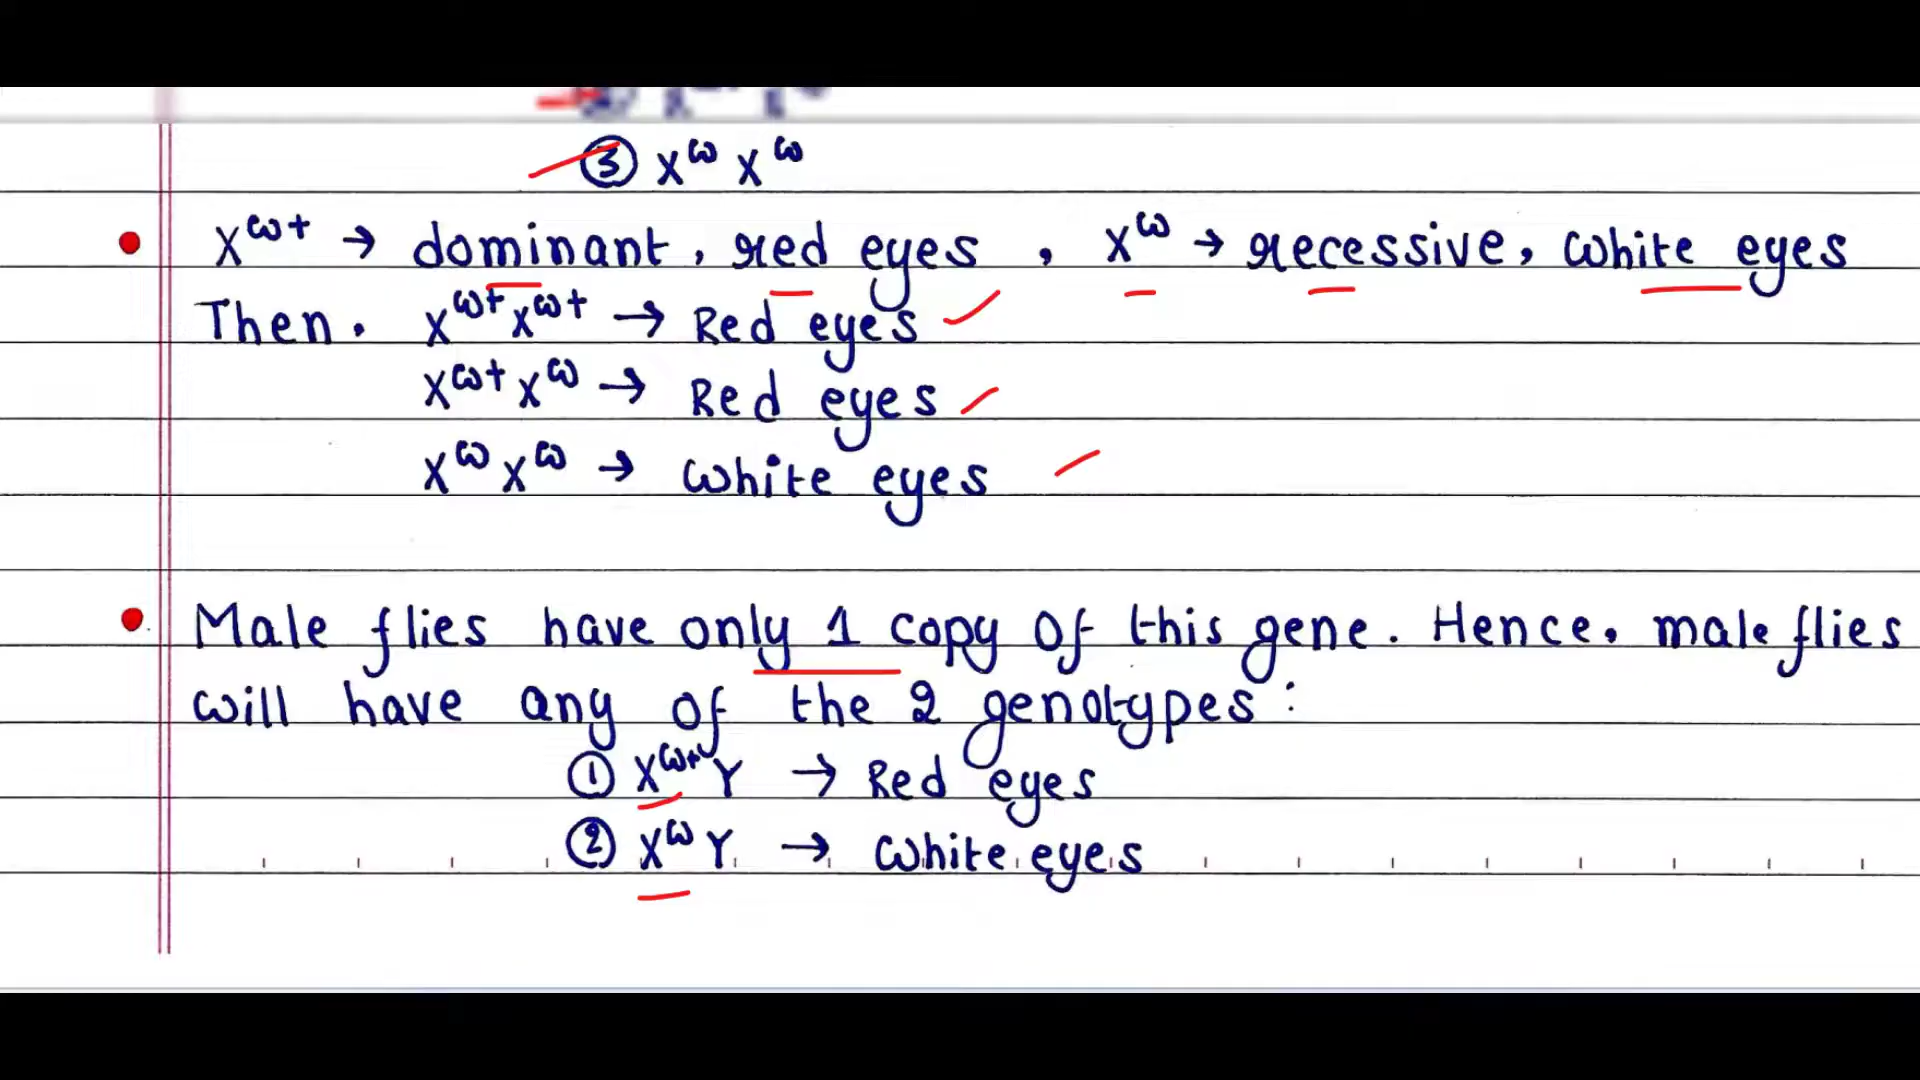 ③ X^ω X^ω
• X^ω+ → dominant, red eyes, X^ω → recessive, white eyes
Then, X^ω+ X^ω+ → Red eyes
X^ω+ X^ω → Red eyes
X^ω X^ω → white eyes
• Male flies have only 1 copy of this gene. Hence, male flies
will have any of the 2 genotypes:
① X^ω+ Y → Red eyes
② X^ω Y → white eyes